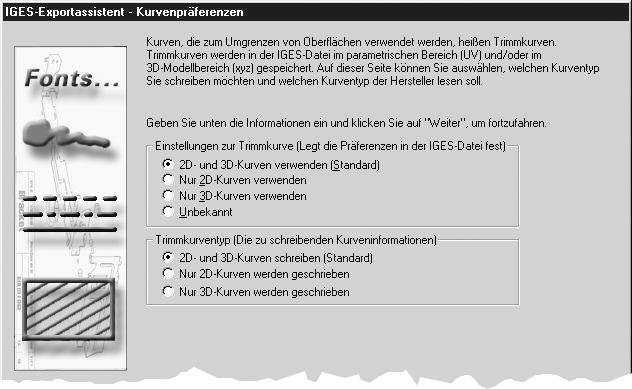 IGES-Exportassistent - Kurvenpräferenzen
Fonts...
Kurven, die zum Umgrenzen von Oberflächen verwendet werden, heißen Trimmkurven.
Trimmkurven werden in der IGES-Datei im parametrischen Bereich (UV) und/oder im
3D-Modellbereich (xyz) gespeichert. Auf dieser Seite können Sie auswählen, welchen Kurventyp
Sie schreiben möchten und welchen Kurventyp der Hersteller lesen soll.
Geben Sie unten die Informationen ein und klicken Sie auf "Weiter", um fortzufahren.
Einstellungen zur Trimmkurve (Legt die Präferenzen in der IGES-Datei fest)
2D- und 3D-Kurven verwenden (Standard)
Nur 2D-Kurven verwenden
Nur 3D-Kurven verwenden
Unbekannt
Trimmkurventyp (Die zu schreibenden Kurveninformationen)
2D- und 3D-Kurven schreiben (Standard)
Nur 2D-Kurven werden geschrieben
Nur 3D-Kurven werden geschrieben